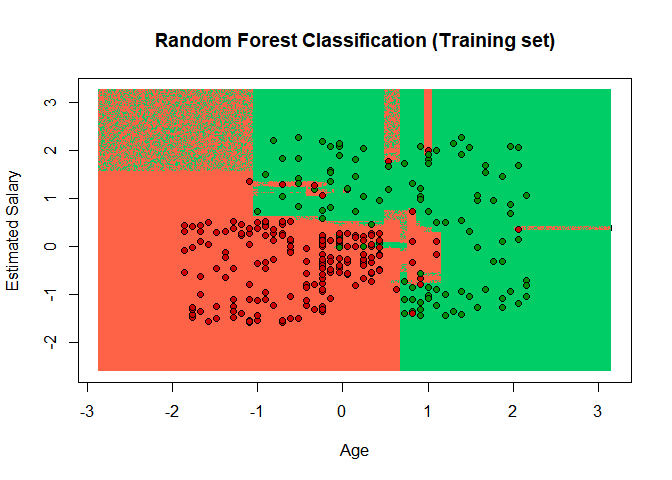 Random Forest Classification (Training set)
Estimated Salary
3
2
1
0
-1
-2
-3 -2 -1 0 1 2 3
Age